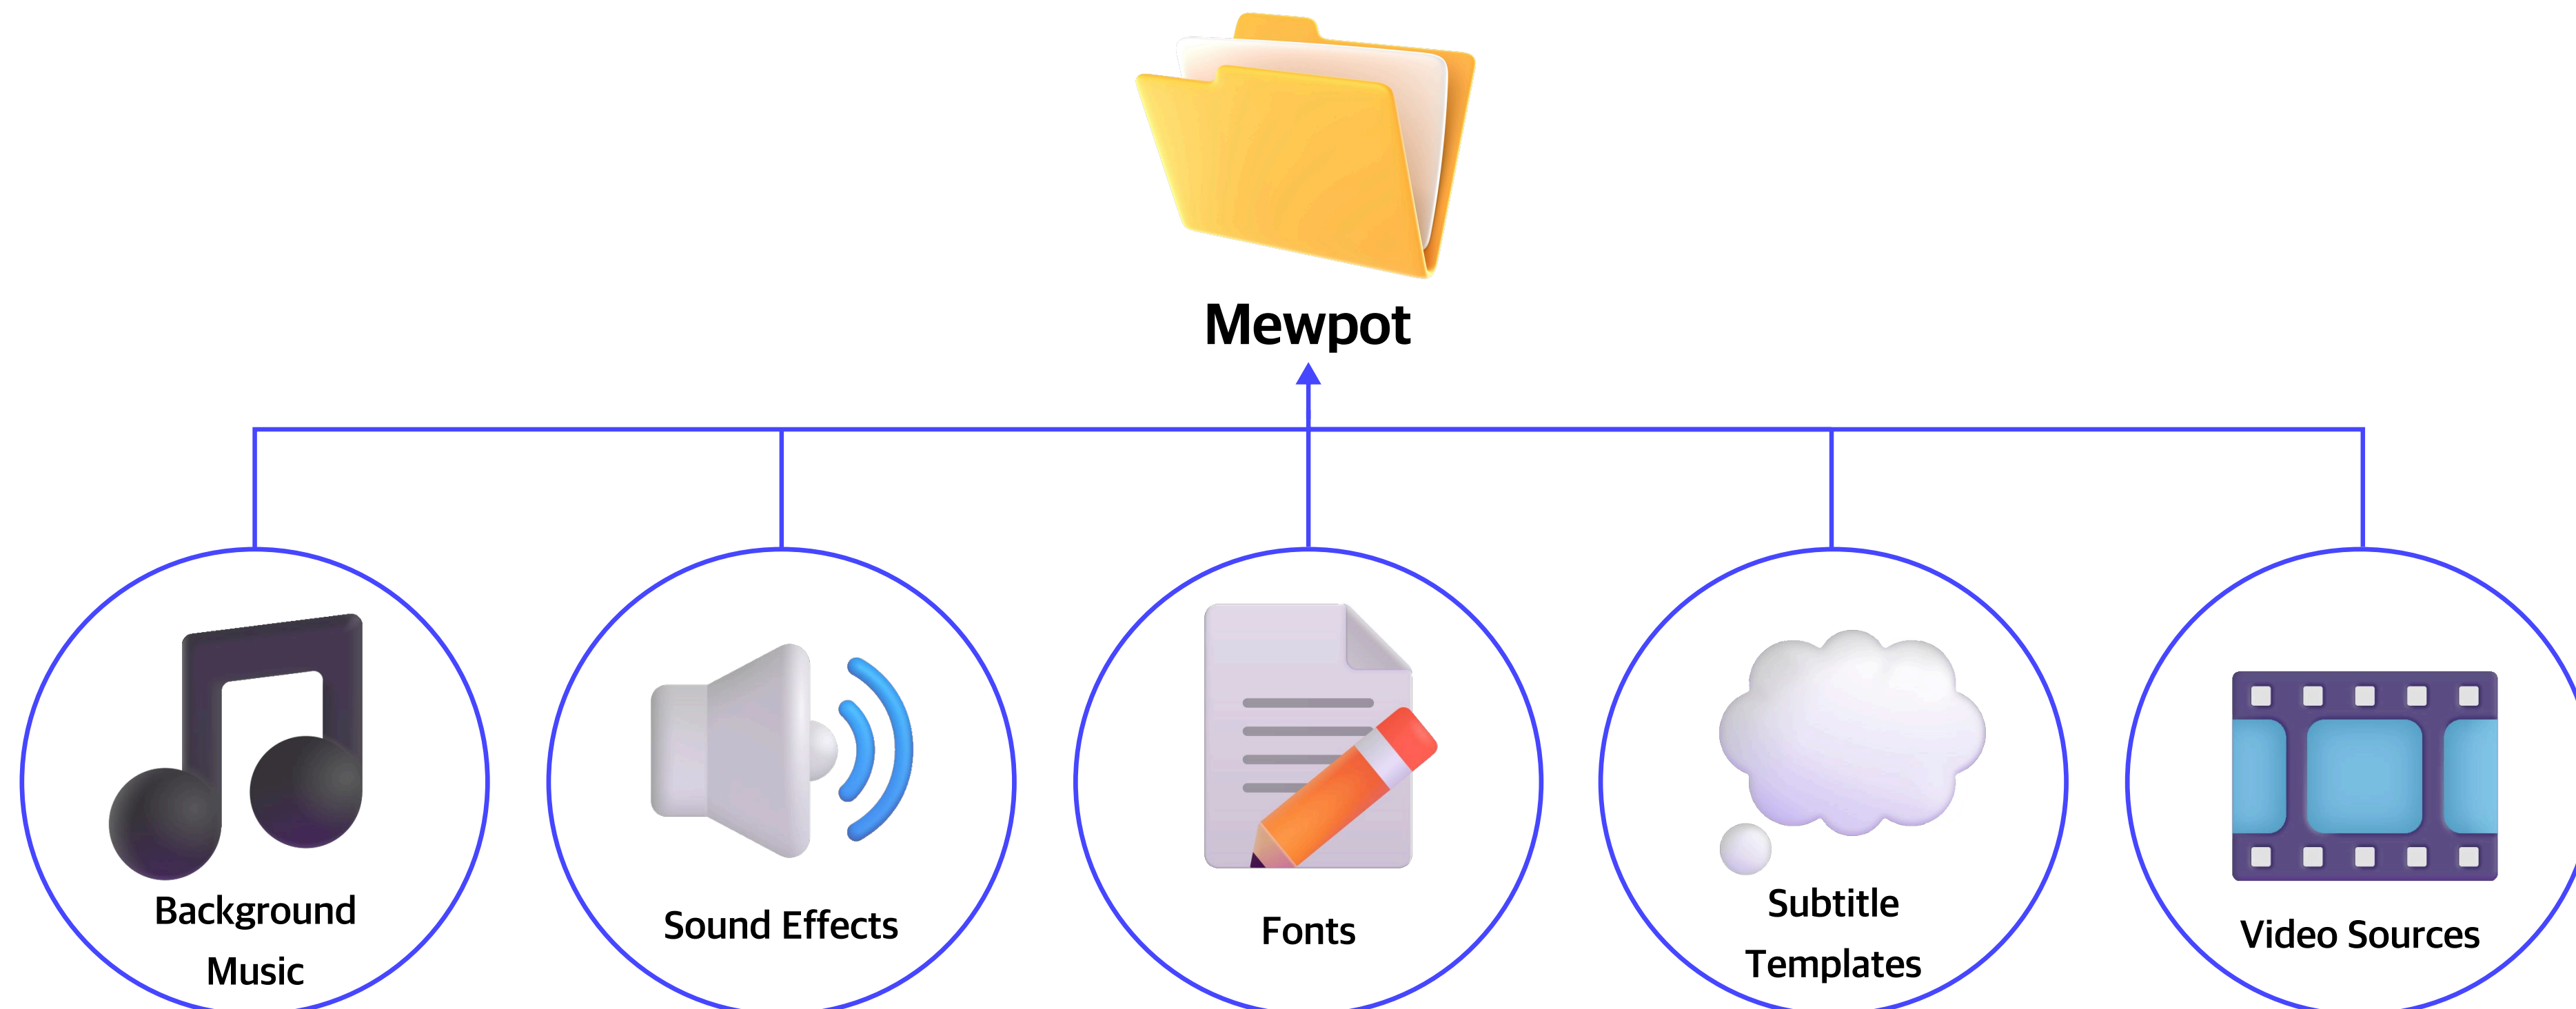 Mewpot
Background
Music
Sound Effects
Fonts
Subtitle
Templates
Video Sources